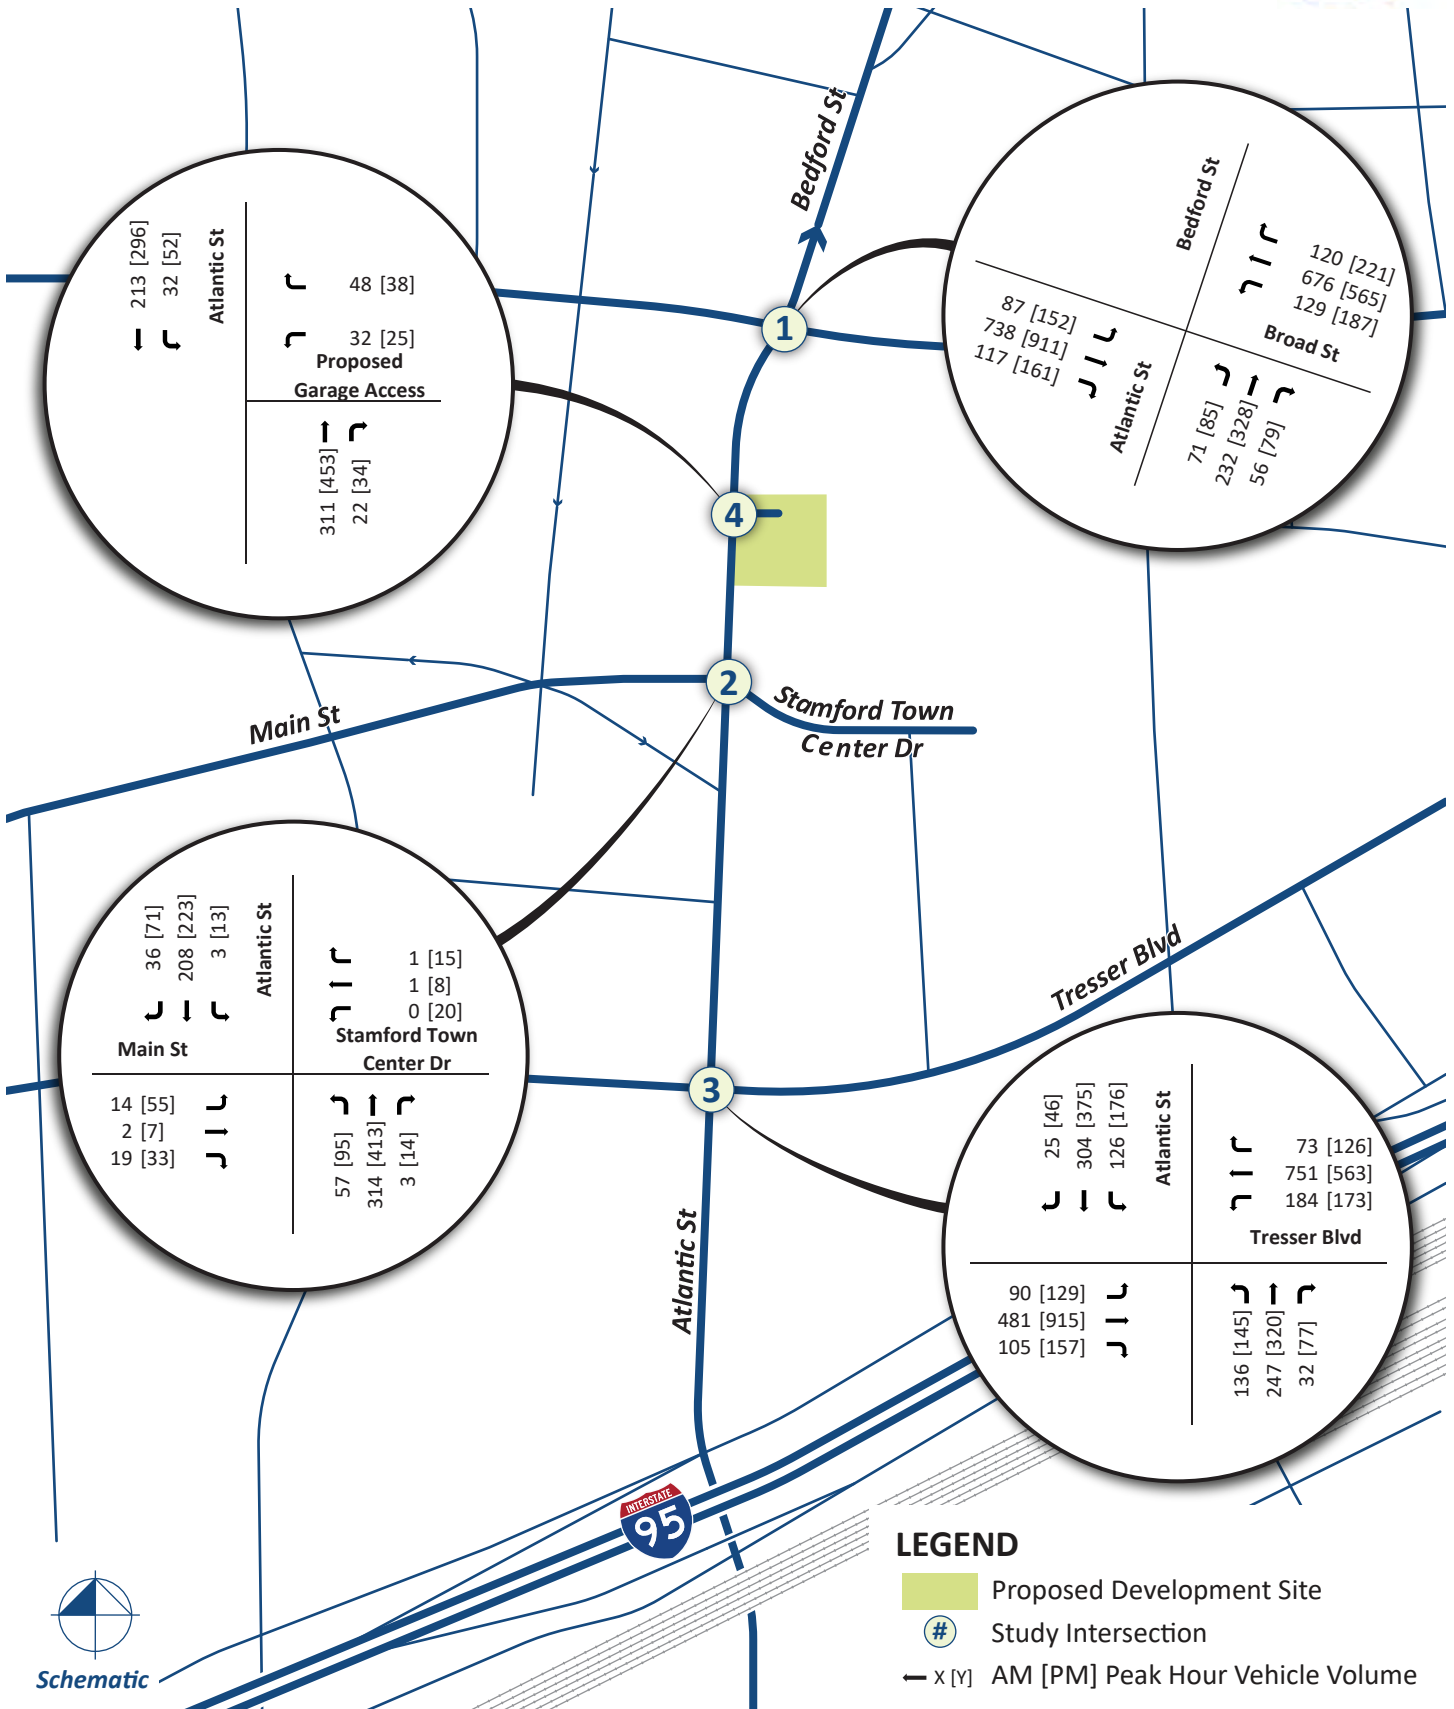 Bedford St
1
4
2
3
Main St
Stamford Town
Center Dr
Tresser Blvd
Atlantic St
INTERSTATE
95
213 [296]
32 [52]
Atlantic St
48 [38]
32 [25]
Proposed
Garage Access
311 [453]
22 [34]
Bedford St
120 [221]
676 [565]
129 [187]
Broad St
87 [152]
738 [911]
117 [161]
Atlantic St
71 [85]
232 [328]
56 [79]
36 [71]
208 [223]
3 [13]
Atlantic St
1 [15]
1 [8]
0 [20]
Stamford Town
Center Dr
Main St
14 [55]
2 [7]
19 [33]
57 [95]
314 [413]
3 [14]
25 [46]
304 [375]
126 [176]
Atlantic St
73 [126]
751 [563]
184 [173]
Tresser Blvd
90 [129]
481 [915]
105 [157]
136 [145]
247 [320]
32 [77]
Schematic
LEGEND
Proposed Development Site
# Study Intersection
X [Y] AM [PM] Peak Hour Vehicle Volume